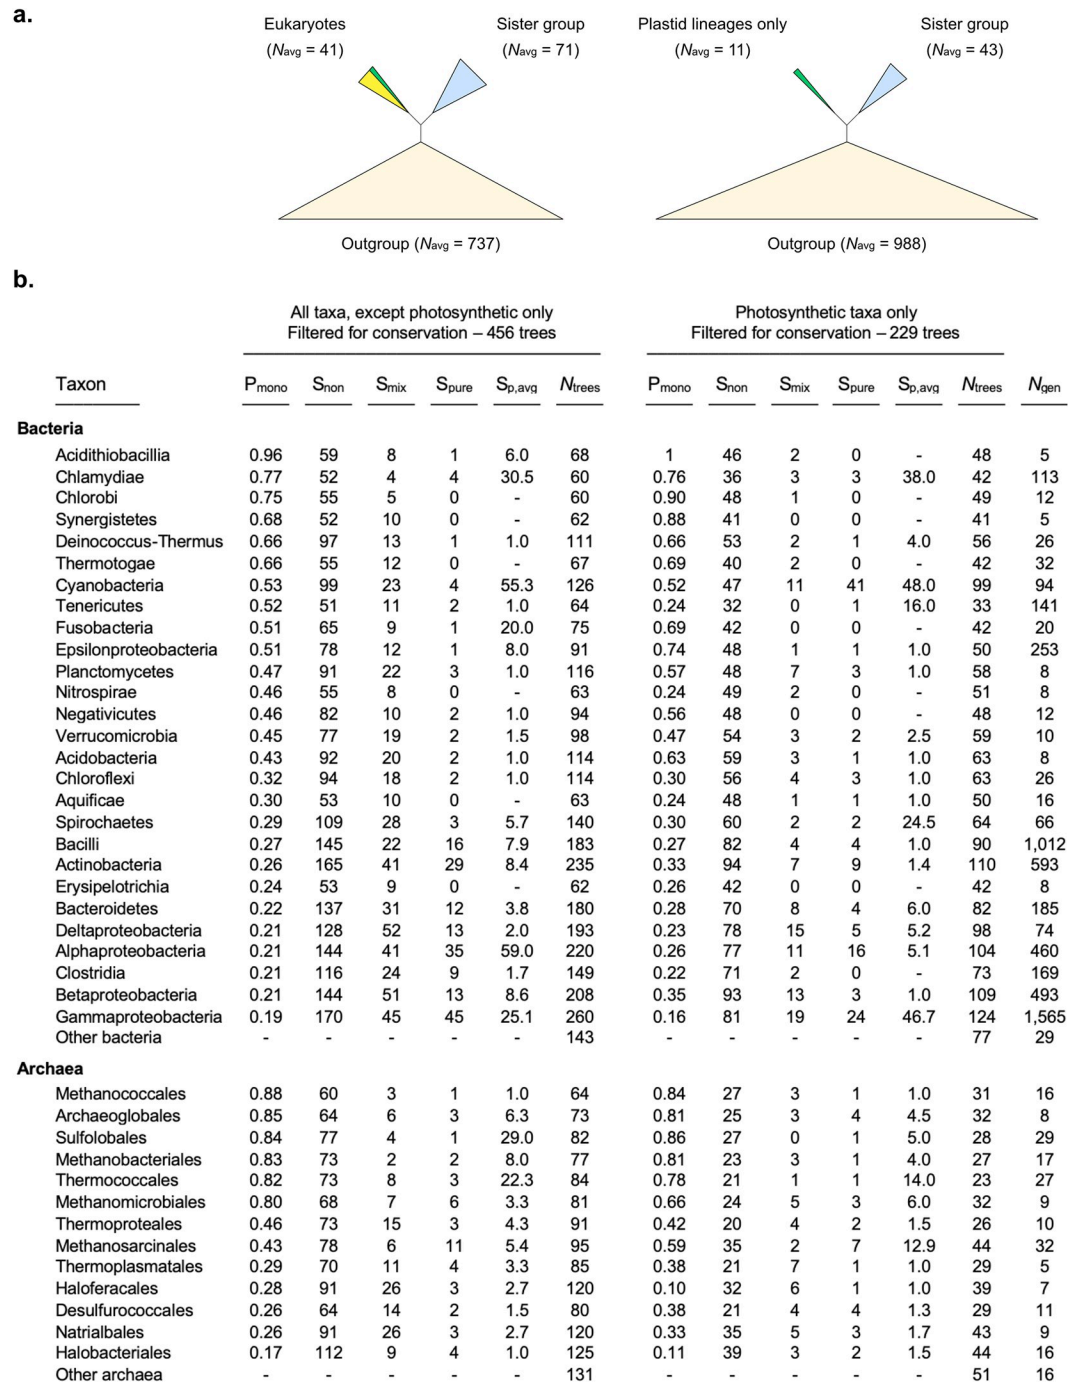 a.
Eukaryotes Sister group Plastid lineages only Sister group
(Navg = 41) (Navg = 71) (Navg = 11) (Navg = 43)
Outgroup (Navg = 737) Outgroup (Navg = 988)
b.
All taxa, except photosynthetic only Photosynthetic taxa only
Filtered for conservation – 456 trees Filtered for conservation – 229 trees
Taxon Pmono Snon Smix Spure Sp,avg Ntrees Pmono Snon Smix Spure Sp,avg Ntrees Ngen
Bacteria
Acidithiobacillia 0.96 59 8 1 6.0 68 1 46 2 0 - 48 5
Chlamydiae 0.77 52 4 4 30.5 60 0.76 36 3 3 38.0 42 113
Chlorobi 0.75 55 5 0 - 60 0.90 48 1 0 - 49 12
Synergistetes 0.68 52 10 0 - 62 0.88 41 0 0 - 41 5
Deinococcus-Thermus 0.66 97 13 1 1.0 111 0.66 53 2 1 4.0 56 26
Thermotogae 0.66 55 12 0 - 67 0.69 40 2 0 - 42 32
Cyanobacteria 0.53 99 23 4 55.3 126 0.52 47 11 41 48.0 99 94
Tenericutes 0.52 51 11 2 1.0 64 0.24 32 0 1 16.0 33 141
Fusobacteria 0.51 65 9 1 20.0 75 0.69 42 0 0 - 42 20
Epsilonproteobacteria 0.51 78 12 1 8.0 91 0.74 48 1 1 1.0 50 253
Planctomycetes 0.47 91 22 3 1.0 116 0.57 48 7 3 1.0 58 8
Nitrospirae 0.46 55 8 0 - 63 0.24 49 2 0 - 51 8
Negativicutes 0.46 82 10 2 1.0 94 0.56 48 0 0 - 48 12
Verrucomicrobia 0.45 77 19 2 1.5 98 0.47 54 3 2 2.5 59 10
Acidobacteria 0.43 92 20 2 1.0 114 0.63 59 3 1 1.0 63 8
Chloroflexi 0.32 94 18 2 1.0 114 0.30 56 4 3 1.0 63 26
Aquificae 0.30 53 10 0 - 63 0.24 48 1 1 1.0 50 16
Spirochaetes 0.29 109 28 3 5.7 140 0.30 60 2 2 24.5 64 66
Bacilli 0.27 145 22 16 7.9 183 0.27 82 4 4 1.0 90 1,012
Actinobacteria 0.26 165 41 29 8.4 235 0.33 94 7 9 1.4 110 593
Erysipelotrichia 0.24 53 9 0 - 62 0.26 42 0 0 - 42 8
Bacteroidetes 0.22 137 31 12 3.8 180 0.28 70 8 4 6.0 82 185
Deltaproteobacteria 0.21 128 52 13 2.0 193 0.23 78 15 5 5.2 98 74
Alphaproteobacteria 0.21 144 41 35 59.0 220 0.26 77 11 16 5.1 104 460
Clostridia 0.21 116 24 9 1.7 149 0.22 71 2 0 - 73 169
Betaproteobacteria 0.21 144 51 13 8.6 208 0.35 93 13 3 1.0 109 493
Gammaproteobacteria 0.19 170 45 45 25.1 260 0.16 81 19 24 46.7 124 1,565
Other bacteria - - - - - 143 - - - - - 77 29
Archaea
Methanococcales 0.88 60 3 1 1.0 64 0.84 27 3 1 1.0 31 16
Archaeoglobales 0.85 64 6 3 6.3 73 0.81 25 3 4 4.5 32 8
Sulfolobales 0.84 77 4 1 29.0 82 0.86 27 0 1 5.0 28 29
Methanobacteriales 0.83 73 2 2 8.0 77 0.81 23 3 1 4.0 27 17
Thermococcales 0.82 73 8 3 22.3 84 0.78 21 1 1 14.0 23 27
Methanomicrobiales 0.80 68 7 6 3.3 81 0.66 24 5 3 6.0 32 9
Thermoproteales 0.46 73 15 3 4.3 91 0.42 20 4 2 1.5 26 10
Methanosarcinales 0.43 78 6 11 5.4 95 0.59 35 2 7 12.9 44 32
Thermoplasmatales 0.29 70 11 4 3.3 85 0.38 21 7 1 1.0 29 5
Haloferacales 0.28 91 26 3 2.7 120 0.10 32 6 1 1.0 39 7
Desulfurococcales 0.26 64 14 2 1.5 80 0.38 21 4 4 1.3 29 11
Natrialbales 0.26 91 26 3 2.7 120 0.33 35 5 3 1.7 43 9
Halobacteriales 0.17 112 9 4 1.0 125 0.11 39 3 2 1.5 44 16
Other archaea - - - - - 131 - - - - - 51 16